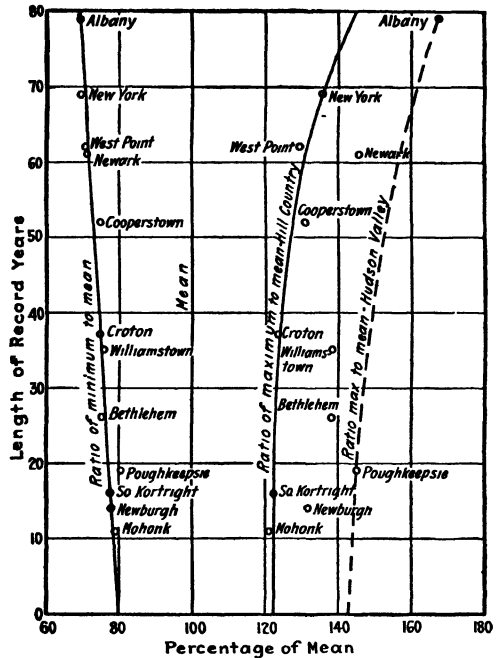 80
70
60
50
40
30
20
10
0
Length of Record Years
Albany
New York
West Point
Newark
Cooperstown
Croton
Williamstown
Bethlehem
Poughkeepsie
So Kortright
Newburgh
Mohonk
Ratio of minimum to mean
Mean
Albany
New York
West Point
Newark
Cooperstown
Croton
Williams-
town
Bethlehem
Poughkeepsie
So Kortright
Newburgh
Mohonk
Ratio of maximum to mean-Hill Country
Ratio max to mean-Hudson Valley
60 80 100 120 140 160 180
Percentage of Mean